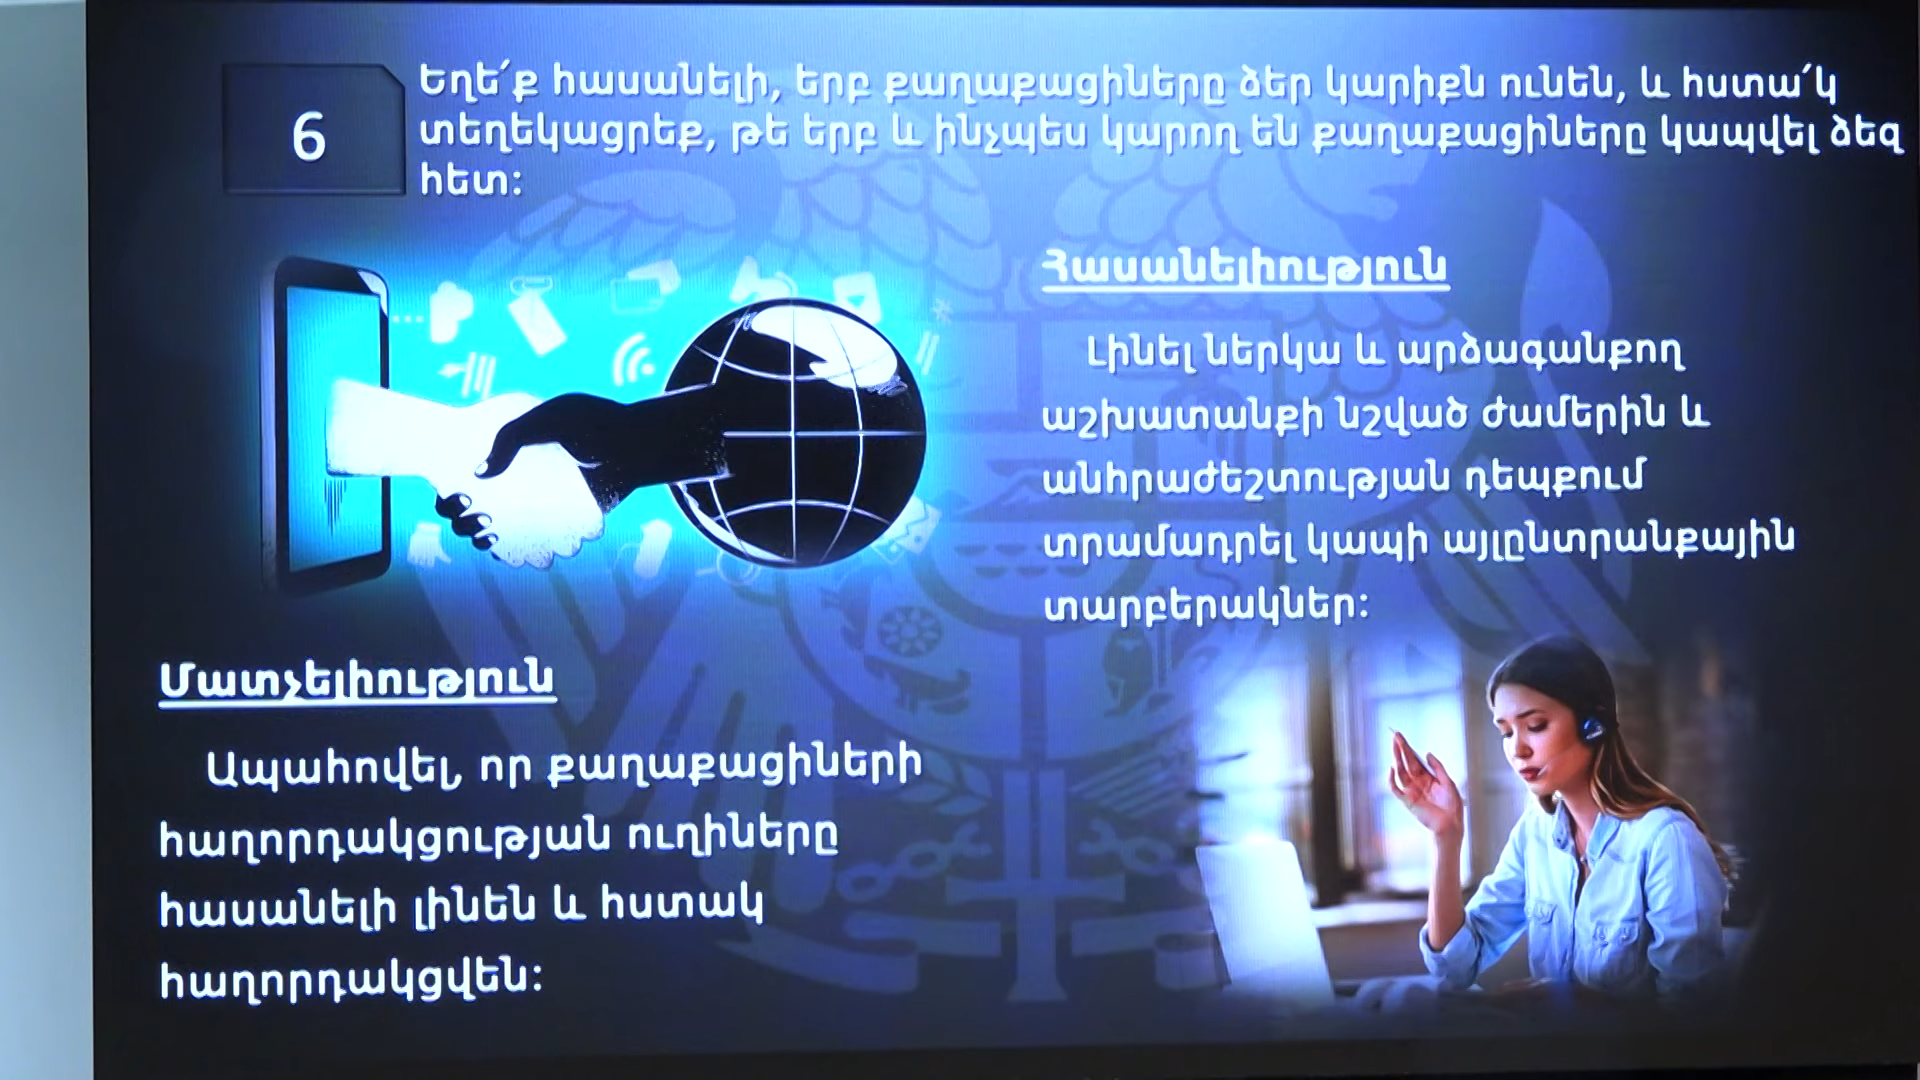 6
Եղե՛ք հասանելի, երբ քաղաքացիները ձեր կարիքն ունեն, և հստա՛կ
տեղեկացրեք, թե երբ և ինչպես կարող են քաղաքացիները կապվել ձեզ
հետ:
Հասանելիություն
Լինել ներկա և արձագանքող
աշխատանքի նշված ժամերին և
անհրաժեշտության դեպքում
տրամադրել կապի այլընտրանքային
տարբերակներ:
Մատչելիություն
Ապահովել, որ քաղաքացիների
հաղորդակցության ուղիները
հասանելի լինեն և հստակ
հաղորդակցվեն: